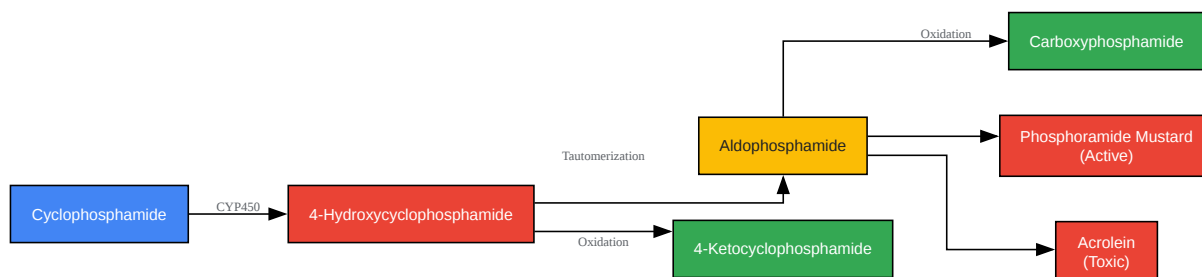 Oxidation
Carboxyphosphamide
Aldophosphamide
Phosphoramide Mustard
(Active)
Tautomerization
Cyclophosphamide
CYP450
4-Hydroxycyclophosphamide
Oxidation
4-Ketocyclophosphamide
Acrolein
(Toxic)